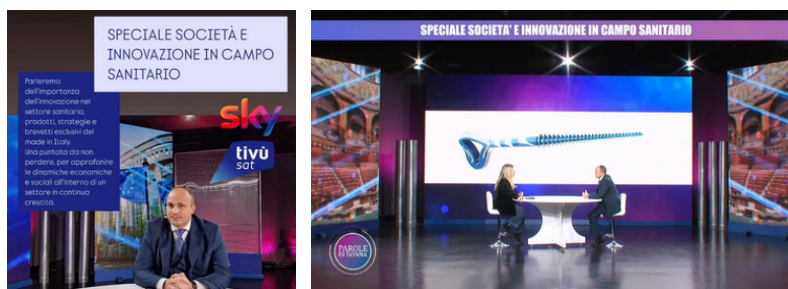 SPECIALE SOCIETÀ E
INNOVAZIONE IN CAMPO
SANITARIO
Parleremo
dell'importanza
dell'innovazione nel
settore sanitario,
prodotti, strategie e
brevetti esclusivi del
made in Italy.
Una puntata da non
perdere, per approfonire
le dinamiche economiche
e sociali all'interno di un
settore in continua
crescita.
sky
tivù
sat
SPECIALE SOCIETA' E INNOVAZIONE IN CAMPO SANITARIO
PAROLE
DI DONNA